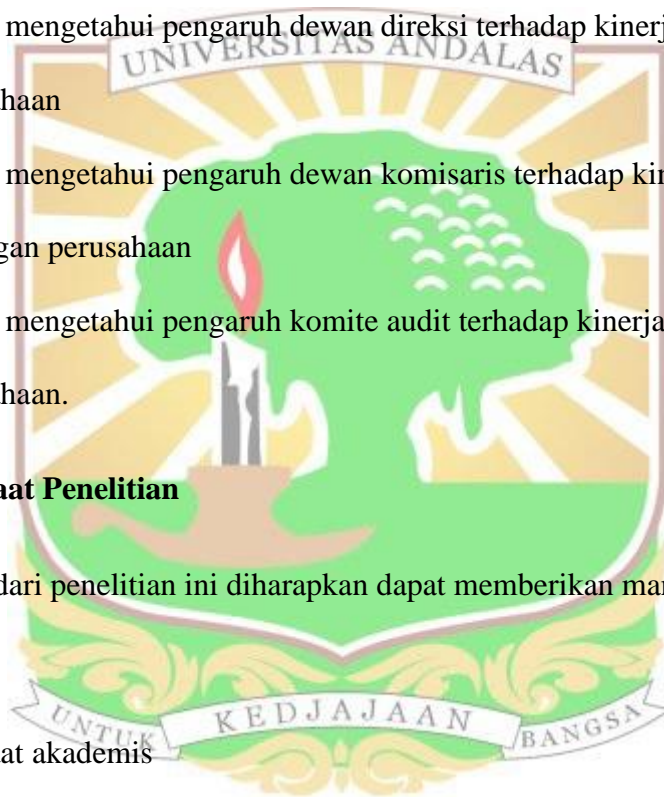 mengetahui pengaruh dewan direksi terhadap kinerj
UNIVERSITAS ANDALAS
haan
mengetahui pengaruh dewan komisaris terhadap kin
gan perusahaan
mengetahui pengaruh komite audit terhadap kinerja
haan.
aat Penelitian
dari penelitian ini diharapkan dapat memberikan ma
UNTUK KEDJAJAAN BANGSA
at akademis